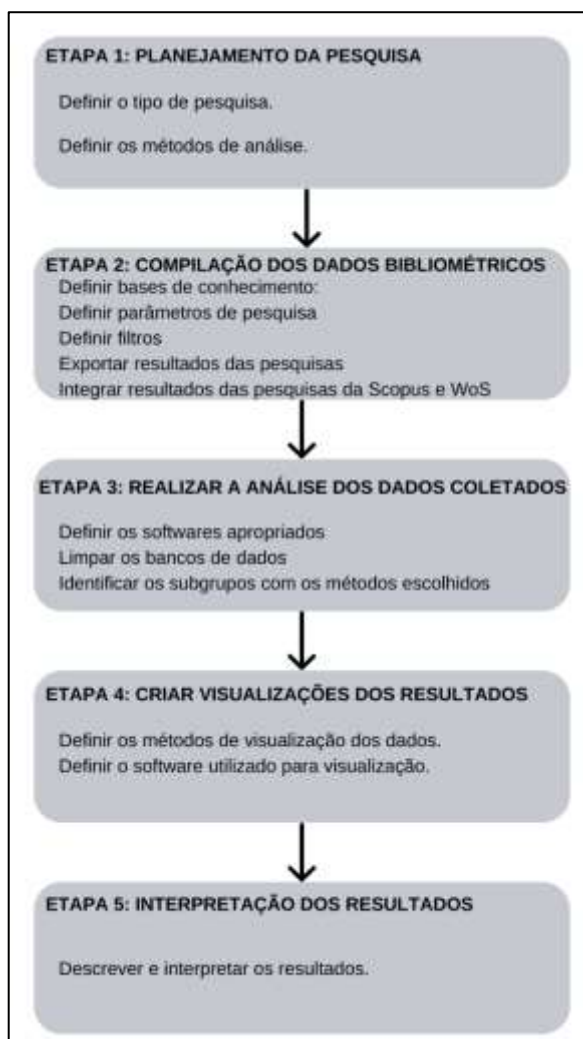 ETAPA 1: PLANEJAMENTO DA PESQUISA
Definir o tipo de pesquisa.
Definir os métodos de análise.
ETAPA 2: COMPILAÇÃO DOS DADOS BIBLIOMÉTRICOS
Definir bases de conhecimento:
Definir parâmetros de pesquisa
Definir filtros
Exportar resultados das pesquisas
Integrar resultados das pesquisas da Scopus e WoS
ETAPA 3: REALIZAR A ANÁLISE DOS DADOS COLETADOS
Definir os softwares apropriados
Limpar os bancos de dados
Identificar os subgrupos com os métodos escolhidos
ETAPA 4: CRIAR VISUALIZAÇÕES DOS RESULTADOS
Definir os métodos de visualização dos dados.
Definir o software utilizado para visualização.
ETAPA 5: INTERPRETAÇÃO DOS RESULTADOS
Descrever e interpretar os resultados.